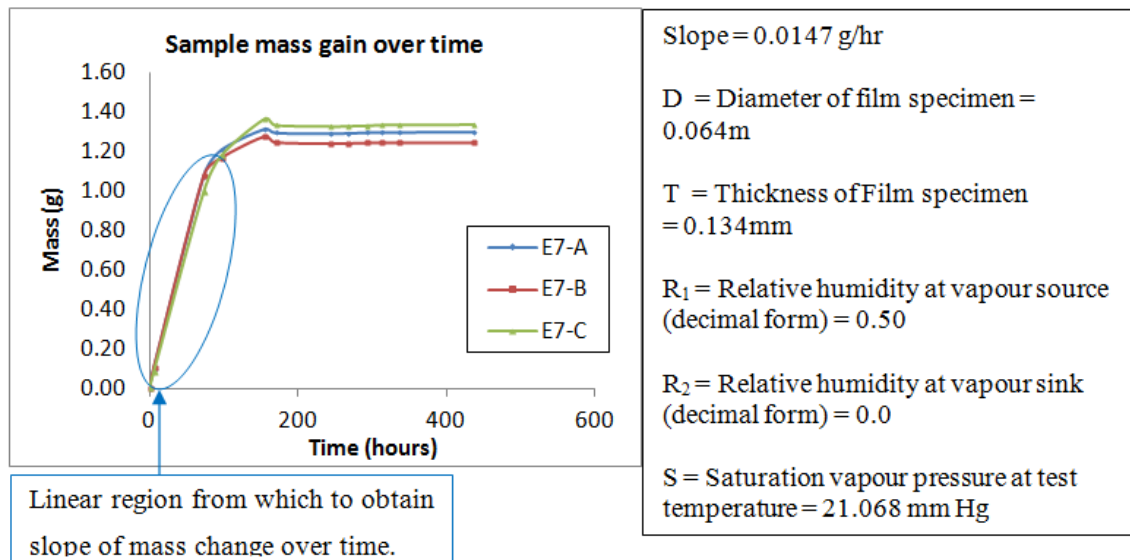 Sample mass gain over time
1.60
1.40
1.20
1.00
0.80
0.60
0.40
0.20
0.00
Mass (g)
0
200
400
600
Time (hours)
E7-A
E7-B
E7-C
Linear region from which to obtain
slope of mass change over time.
Slope = 0.0147 g/hr
D = Diameter of film specimen =
0.064m
T = Thickness of Film specimen
= 0.134mm
R₁ = Relative humidity at vapour source
(decimal form) = 0.50
R₂ = Relative humidity at vapour sink
(decimal form) = 0.0
S = Saturation vapour pressure at test
temperature = 21.068 mm Hg